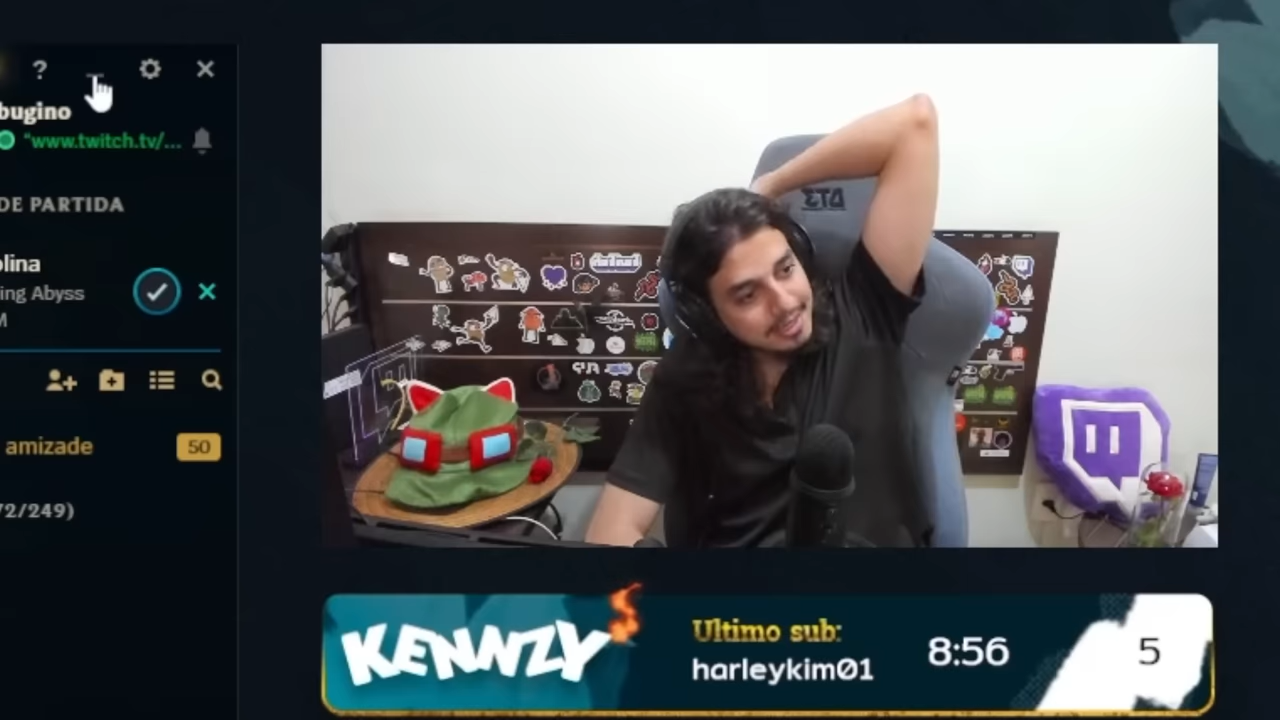 ?
bugino
"www.twitch.tv/...
DE PARTIDA
olina
ing Abyss
M
amizade
50
72/249)
KENNZY
Ultimo sub:
harleykim01
8:56
5